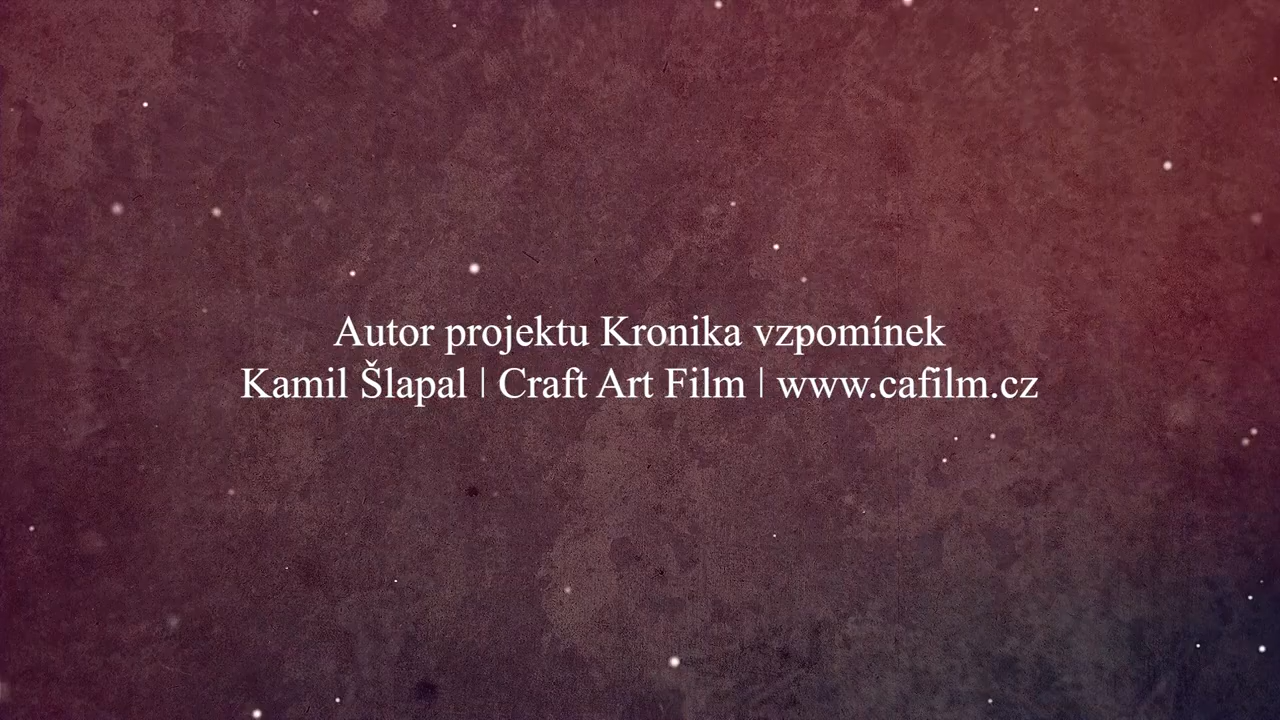 Autor projektu Kronika vzpomínek
Kamil Šlapal | Craft Art Film | www.cafilm.cz